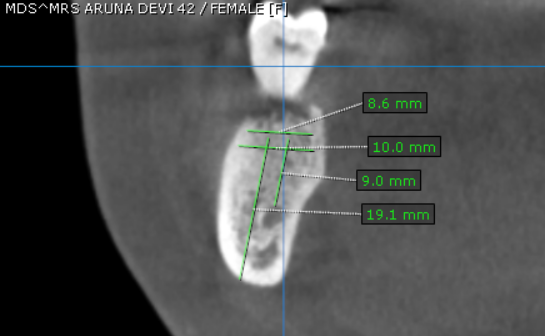 MDS^MRS ARUNA DEVI 42 / FEMALE [F]
8.6 mm
10.0 mm
9.0 mm
19.1 mm